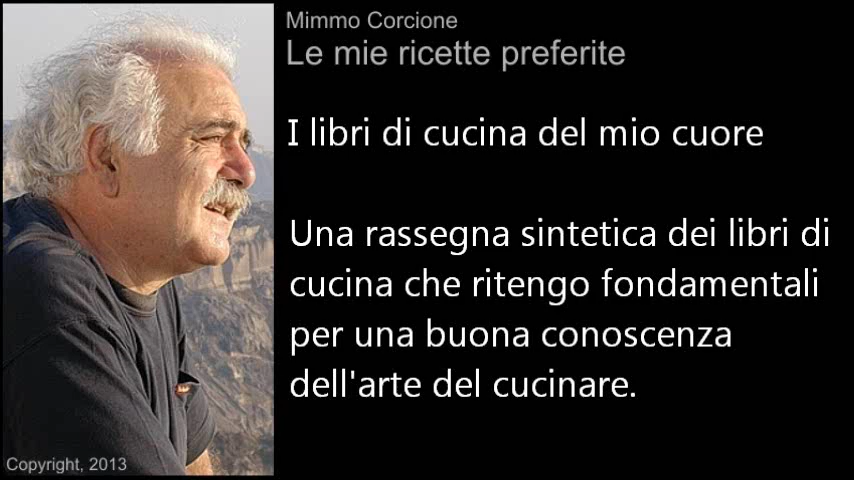 Mimmo Corcione
Le mie ricette preferite
I libri di cucina del mio cuore
Una rassegna sintetica dei libri di
cucina che ritengo fondamentali
per una buona conoscenza
dell'arte del cucinare.
Copyright, 2013